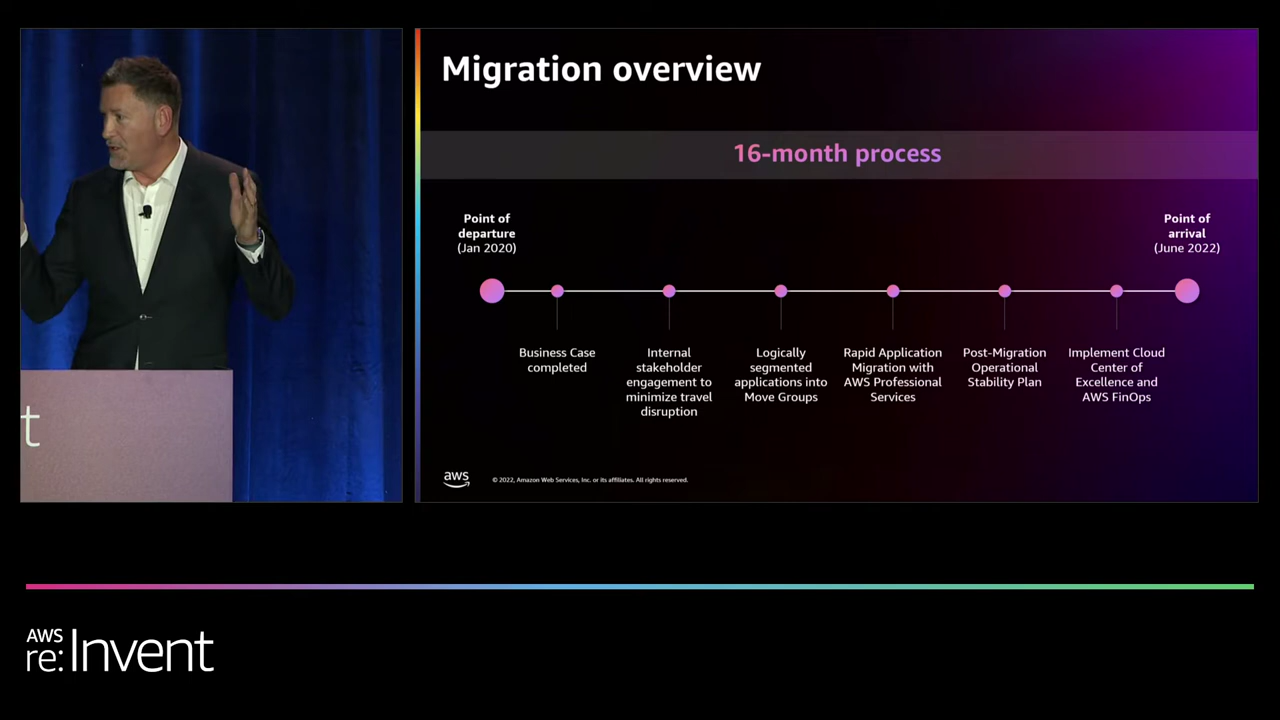 Migration overview
16-month process
Point of
departure
(Jan 2020)
Point of
arrival
(June 2022)
Business Case
completed
Internal
stakeholder
engagement to
minimize travel
disruption
Logically
segmented
applications into
Move Groups
Rapid Application
Migration with
AWS Professional
Services
Post-Migration
Operational
Stability Plan
Implement Cloud
Center of
Excellence and
AWS FinOps
t
aws
© 2022, Amazon Web Services, Inc. or its affiliates. All rights reserved.
AWS
re:Invent